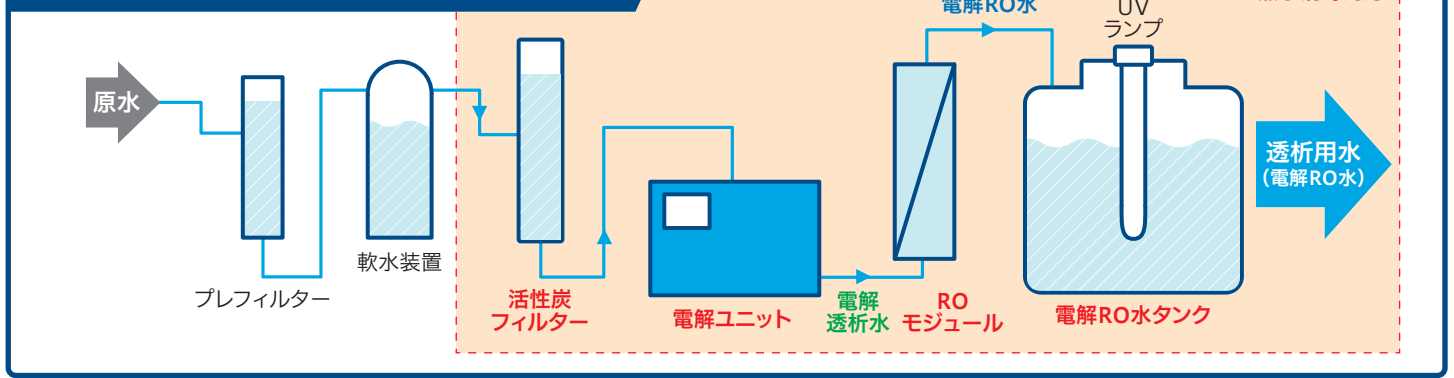 電解RO水
UV
ランプ
原水
透析用水
(電解RO水)
軟水装置
プレフィルター
活性炭
フィルター
電解ユニット
電解
透析水
RO
モジュール
電解RO水タンク